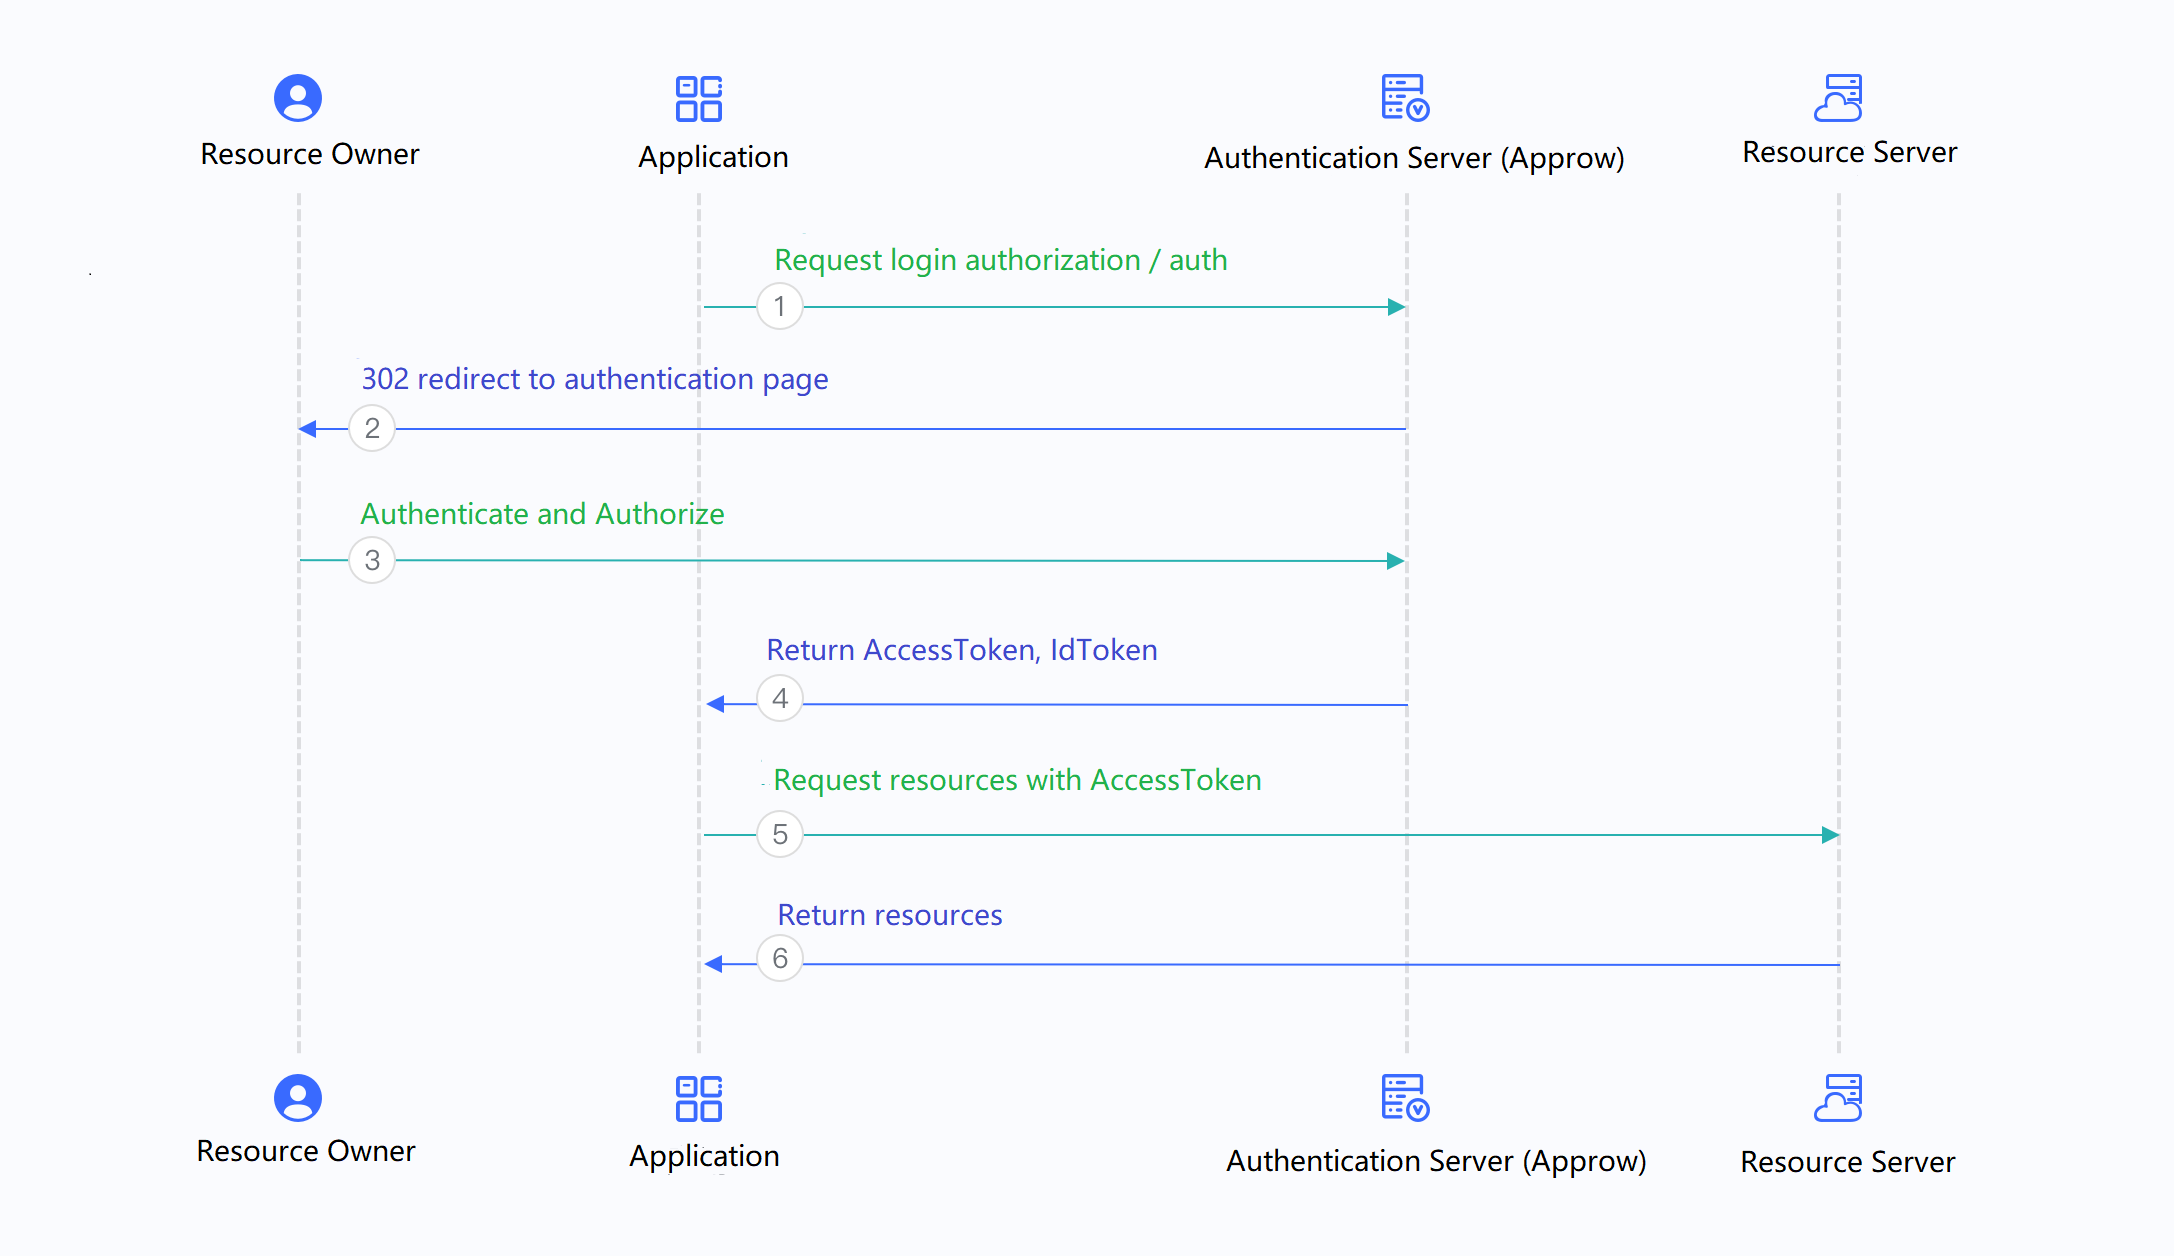 Resource Owner
Application
Authentication Server (Approw)
Resource Server
Request login authorization / auth
1
302 redirect to authentication page
2
Authenticate and Authorize
3
Return AccessToken, IdToken
4
Request resources with AccessToken
5
Return resources
6
Resource Owner
Application
Authentication Server (Approw)
Resource Server